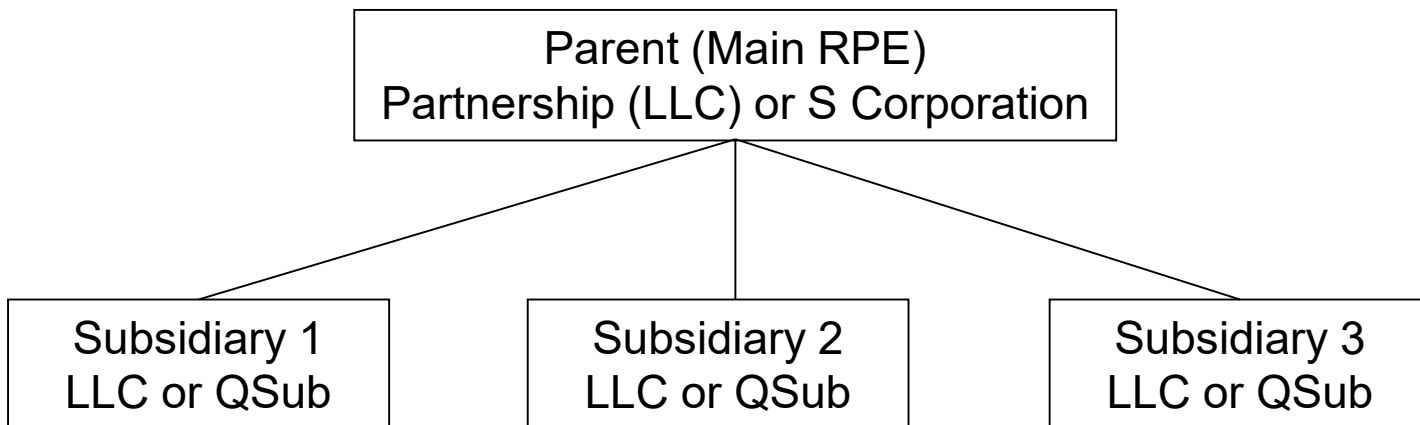 Parent (Main RPE)
Partnership (LLC) or S Corporation
Subsidiary 1
LLC or QSub
Subsidiary 2
LLC or QSub
Subsidiary 3
LLC or QSub